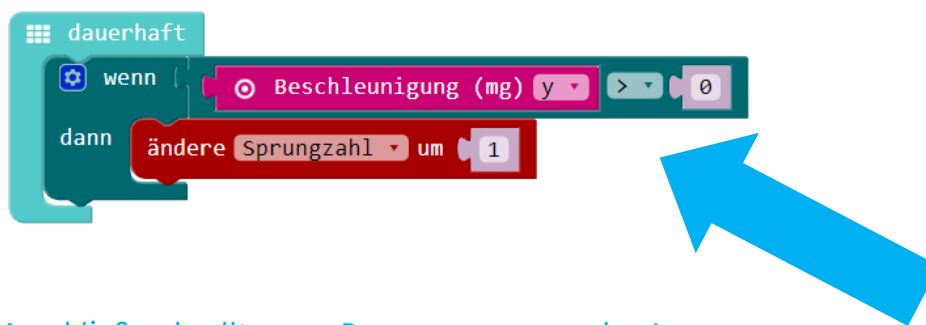 dauerhaft
wenn Beschleunigung (mg) y > 0
dann ändere Sprungzahl um 1